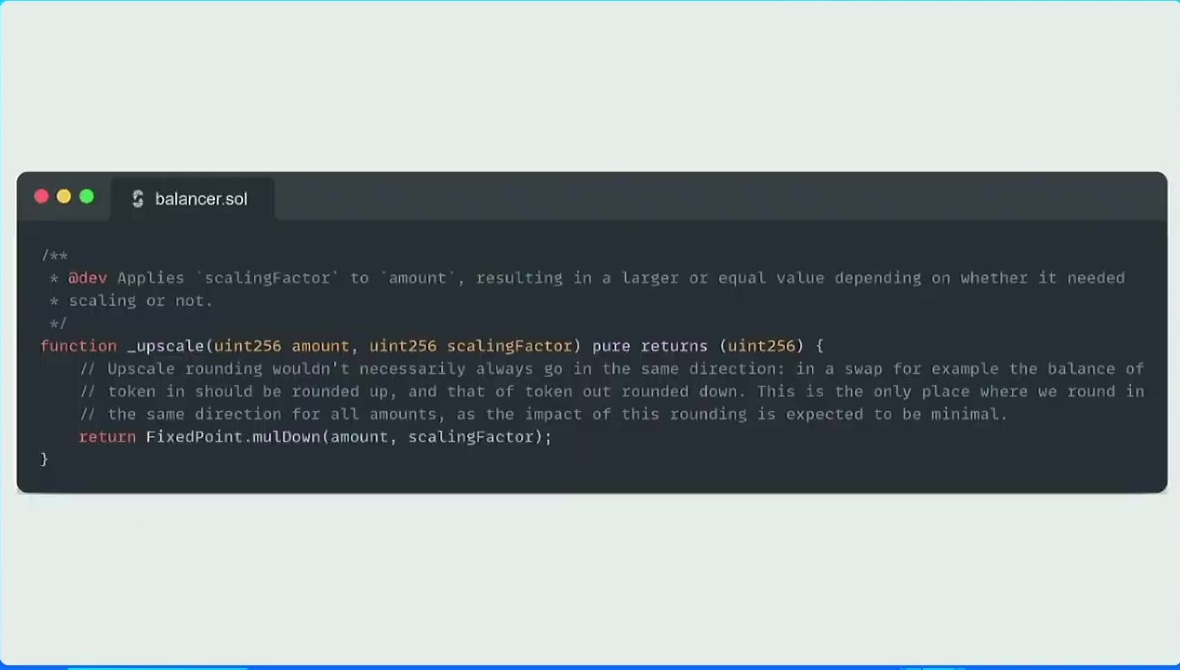 balancer.sol
/**
 * @dev Applies `scalingFactor` to `amount`, resulting in a larger or equal value depending on whether it needed
 * scaling or not.
 */
function _upscale(uint256 amount, uint256 scalingFactor) pure returns (uint256) {
    // Upscale rounding wouldn't necessarily always go in the same direction: in a swap for example the balance of
    // token in should be rounded up, and that of token out rounded down. This is the only place where we round in
    // the same direction for all amounts, as the impact of this rounding is expected to be minimal.
    return FixedPoint.mulDown(amount, scalingFactor);
}